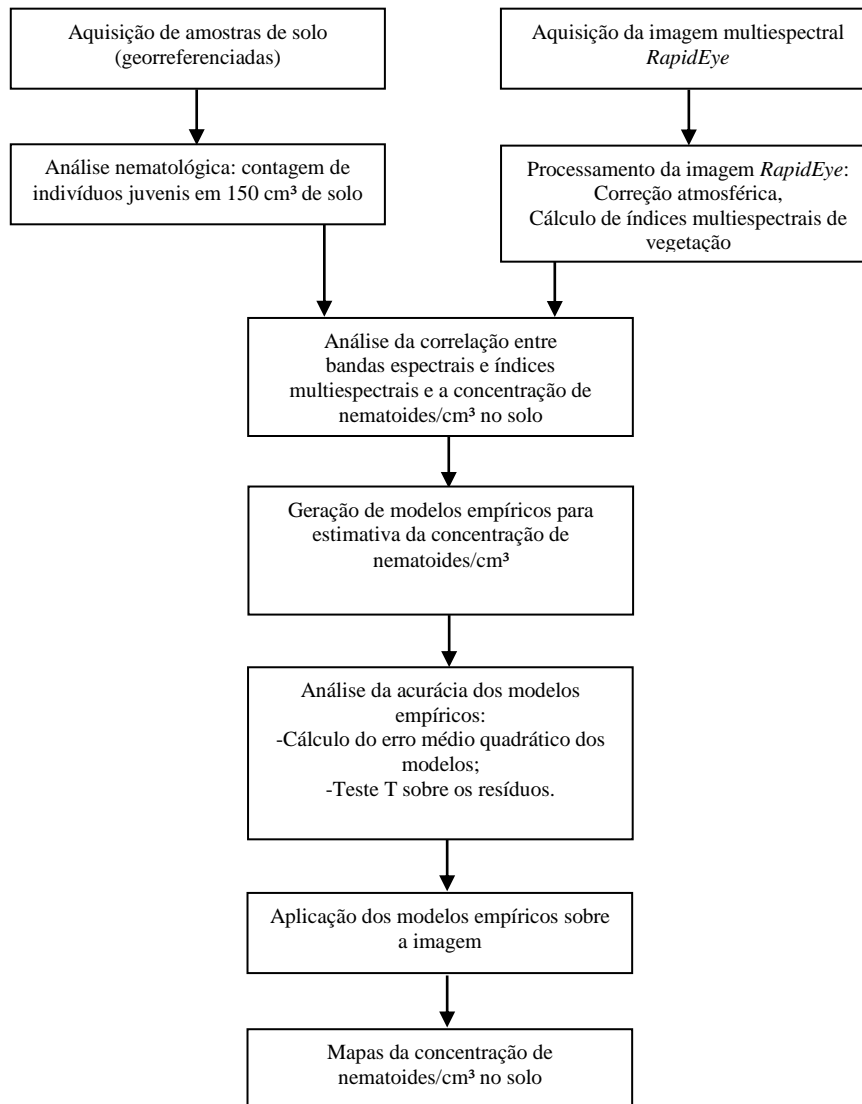 Aquisição de amostras de solo
(georreferenciadas)
Aquisição da imagem multiespectral
RapidEye
Análise nematológica: contagem de
indivíduos juvenis em 150 cm³ de solo
Processamento da imagem RapidEye:
Correção atmosférica,
Cálculo de índices multiespectrais de
vegetação
Análise da correlação entre
bandas espectrais e índices
multiespectrais e a concentração de
nematoides/cm³ no solo
Geração de modelos empíricos para
estimativa da concentração de
nematoides/cm³
Análise da acurácia dos modelos
empíricos:
-Cálculo do erro médio quadrático dos
modelos;
-Teste T sobre os resíduos.
Aplicação dos modelos empíricos sobre
a imagem
Mapas da concentração de
nematoides/cm³ no solo